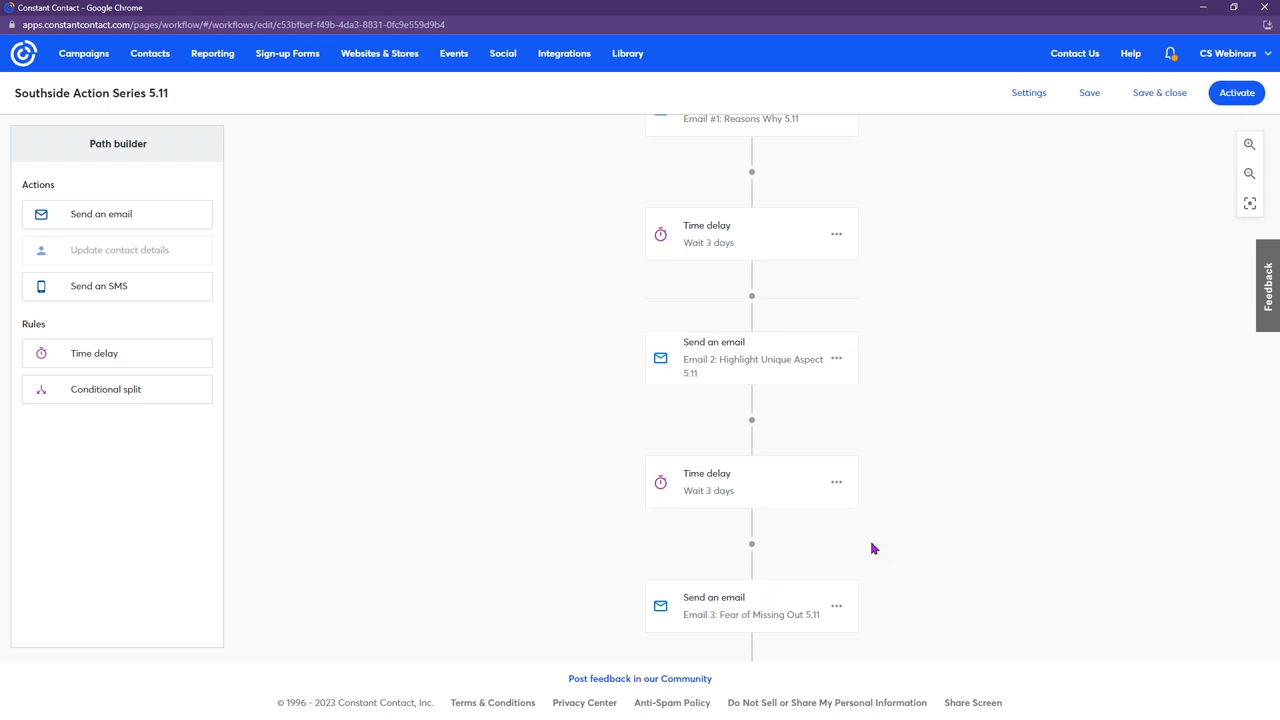 Constant Contact - Google Chrome
apps.constantcontact.com/pages/workflow/#/workflows/edit/c53bfbef-f49b-4da3-8831-0fc9e559d9b4
Campaigns Contacts Reporting Sign-up Forms Websites & Stores Events Social Integrations Library Contact Us Help CS Webinars
Southside Action Series 5.11 Settings Save Save & close Activate
Path builder
Actions
Send an email
Update contact details
Send an SMS
Rules
Time delay
Conditional split
Email #1: Reasons Why 5.11
Time delay
Wait 3 days
Send an email
Email 2: Highlight Unique Aspect
5.11
Time delay
Wait 3 days
Send an email
Email 3: Fear of Missing Out 5.11
Feedback
Post feedback in our Community
© 1996 - 2023 Constant Contact, Inc. Terms & Conditions Privacy Center Anti-Spam Policy Do Not Sell or Share My Personal Information Share Screen